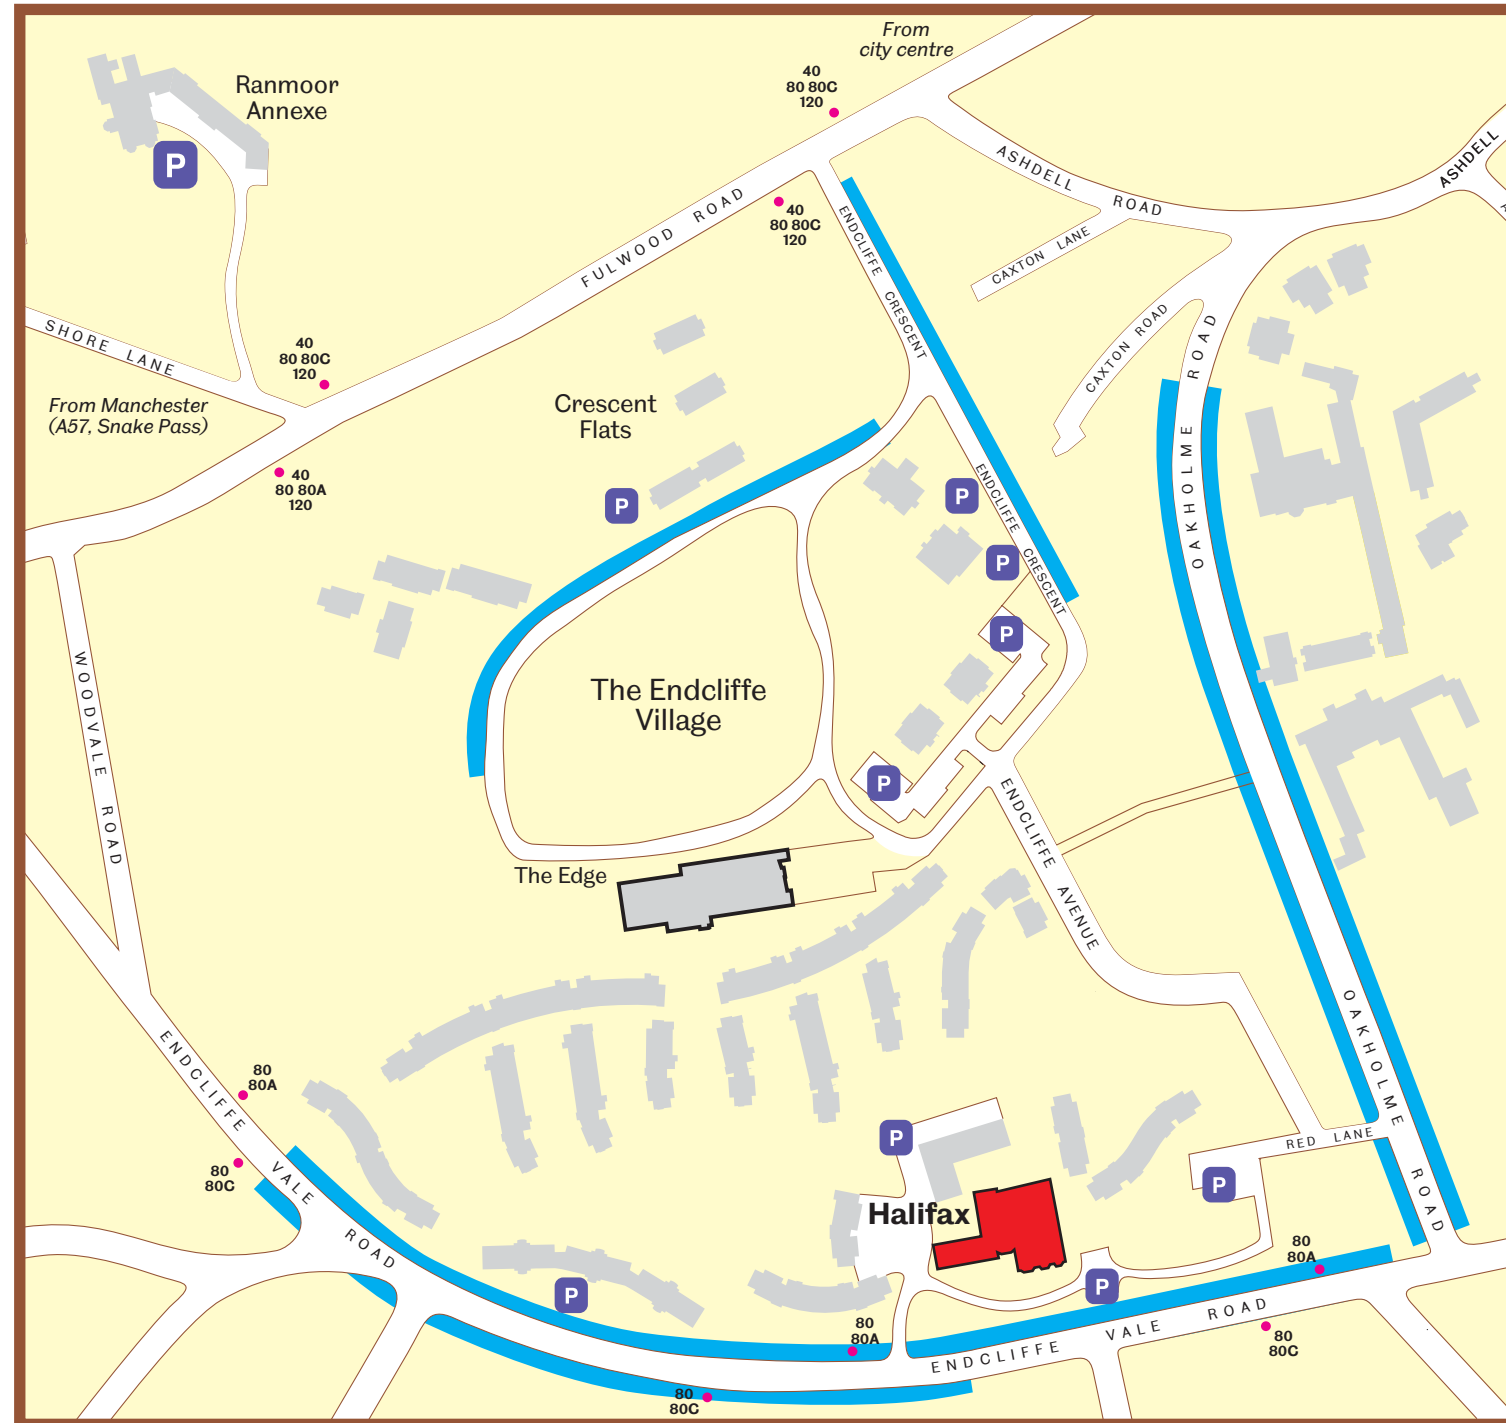 From
city centre
40
80 80C
120
Ranmoor
Annexe
P
ASHDELL ROAD
ASHDELL
40
80 80C
120
FULWOOD ROAD
ENDCLIFFE CRESCENT
CAXTON LANE
CAXTON ROAD
SHORE LANE
40
80 80C
120
From Manchester
(A57, Snake Pass)
40
80 80A
120
Crescent
Flats
P
P
P
P
P
ENDCLIFFE CRESCENT
OAKHOLME ROAD
WOODVALE ROAD
The Endcliffe
Village
The Edge
ENDCLIFFE AVENUE
OAKHOLME ROAD
80
80A
80
80C
ENDCLIFFE VALE ROAD
P
RED LANE
P
Halifax
80
80A
P
P
80
80A
ENDCLIFFE VALE ROAD
80
80C
80
80C